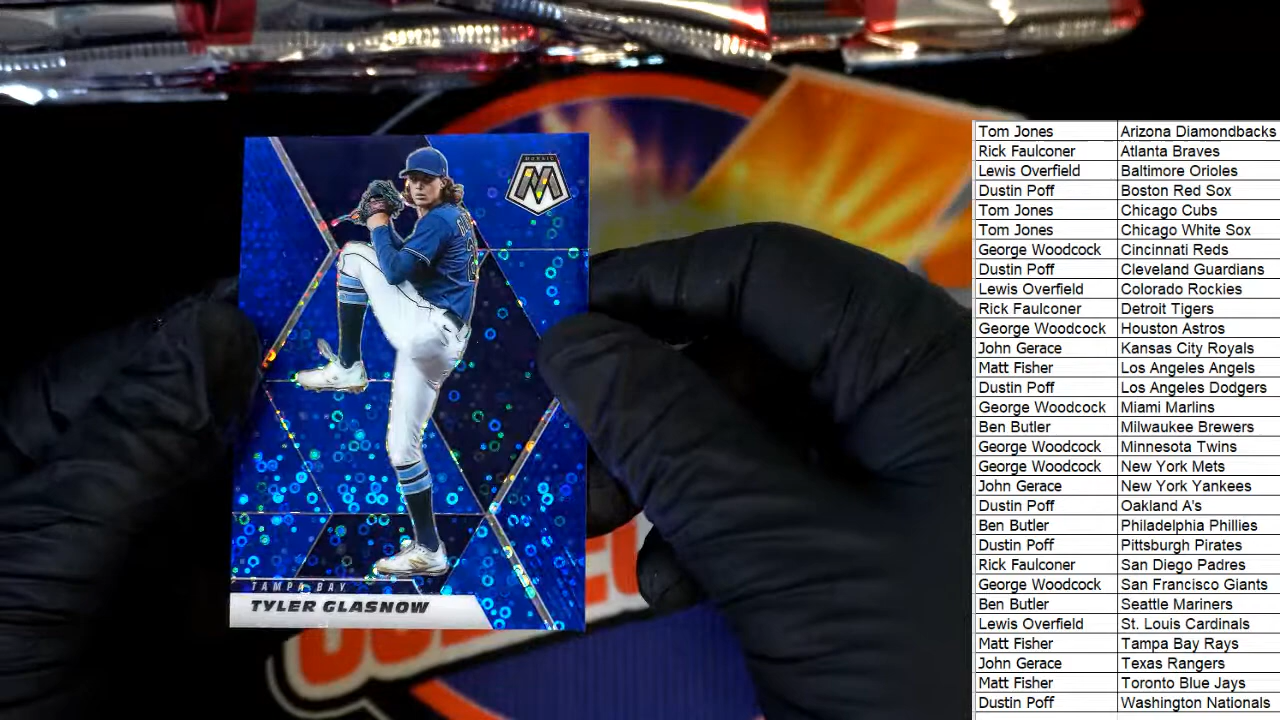 MOSAIC
M
TAMPA BAY
TYLER GLASNOW
Tom Jones Arizona Diamondbacks
Rick Faulconer Atlanta Braves
Lewis Overfield Baltimore Orioles
Dustin Poff Boston Red Sox
Tom Jones Chicago Cubs
Tom Jones Chicago White Sox
George Woodcock Cincinnati Reds
Dustin Poff Cleveland Guardians
Lewis Overfield Colorado Rockies
Rick Faulconer Detroit Tigers
George Woodcock Houston Astros
John Gerace Kansas City Royals
Matt Fisher Los Angeles Angels
Dustin Poff Los Angeles Dodgers
George Woodcock Miami Marlins
Ben Butler Milwaukee Brewers
George Woodcock Minnesota Twins
George Woodcock New York Mets
John Gerace New York Yankees
Dustin Poff Oakland A's
Ben Butler Philadelphia Phillies
Dustin Poff Pittsburgh Pirates
Rick Faulconer San Diego Padres
George Woodcock San Francisco Giants
Ben Butler Seattle Mariners
Lewis Overfield St. Louis Cardinals
Matt Fisher Tampa Bay Rays
John Gerace Texas Rangers
Matt Fisher Toronto Blue Jays
Dustin Poff Washington Nationals